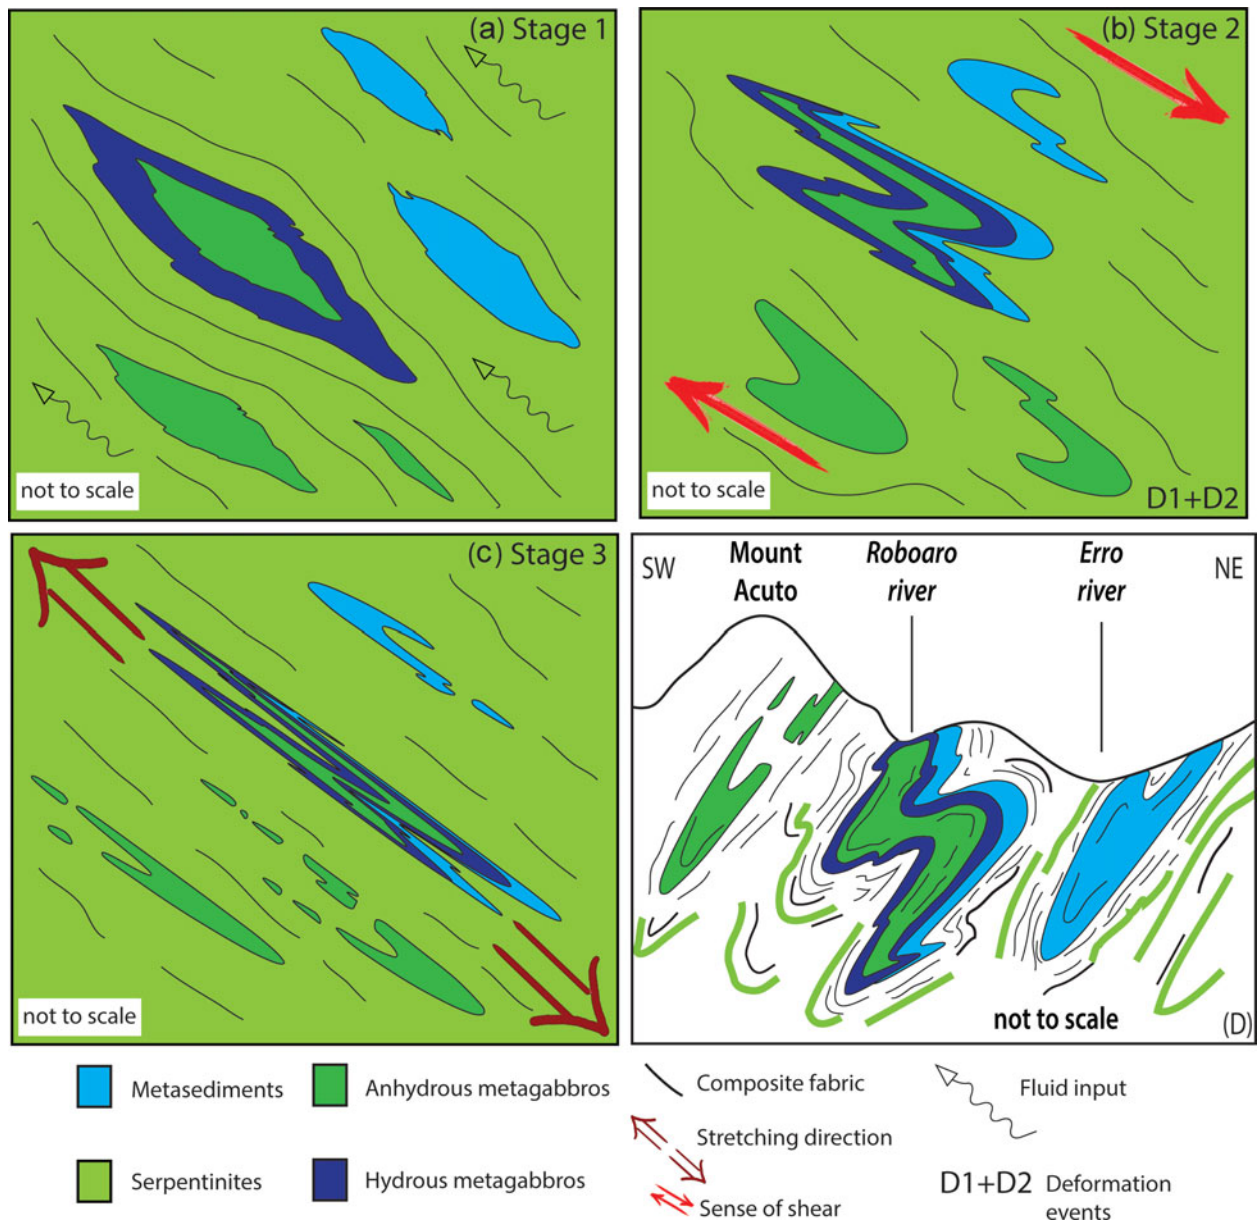 (a) Stage 1
not to scale
(b) Stage 2
not to scale
D1+D2
(c) Stage 3
not to scale
SW
Mount
Acuto
Roboaro
river
Erro
river
NE
not to scale
(D)
Metasediments
Anhydrous metagabbros
Composite fabric
Fluid input
Stretching direction
Serpentinites
Hydrous metagabbros
Sense of shear
D1+D2 Deformation
events